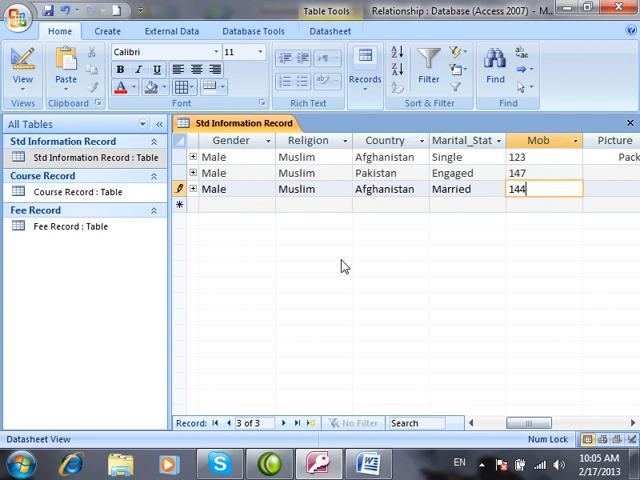 Table Tools
Relationship : Database (Access 2007) - M...
Home
Create
External Data
Database Tools
Datasheet
View
Views
Paste
Clipboard
Calibri
11
B I U
A
Font
Rich Text
Records
Filter
Sort & Filter
Find
Find
All Tables
Std Information Record
Std Information Record : Table
Course Record
Course Record : Table
Fee Record
Fee Record : Table
Std Information Record
Gender Religion Country Marital_Stat Mob Picture
Male Muslim Afghanistan Single 123 Pack
Male Muslim Pakistan Engaged 147
Male Muslim Afghanistan Married 144
Record: 3 of 3 No Filter Search
Datasheet View
Num Lock
EN
10:05 AM
2/17/2013